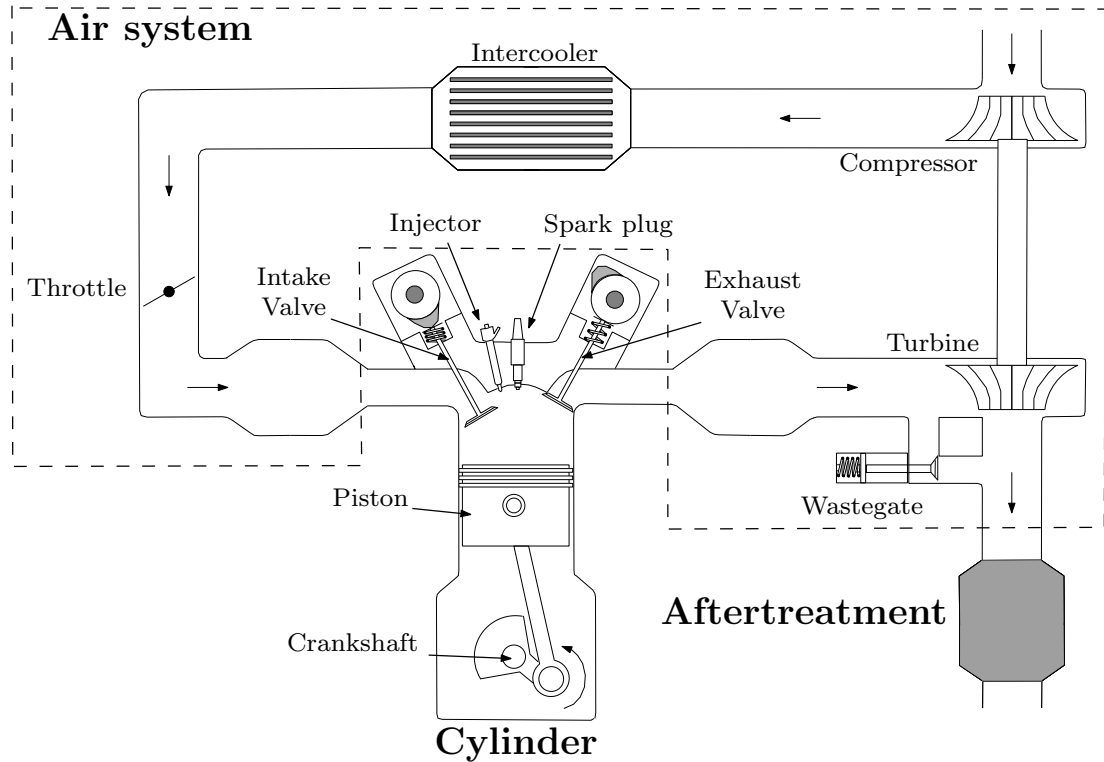 Air system
Intercooler
Compressor
Injector
Spark plug
Intake
Valve
Exhaust
Valve
Throttle
Turbine
Piston
Wastegate
Aftertreatment
Crankshaft
Cylinder